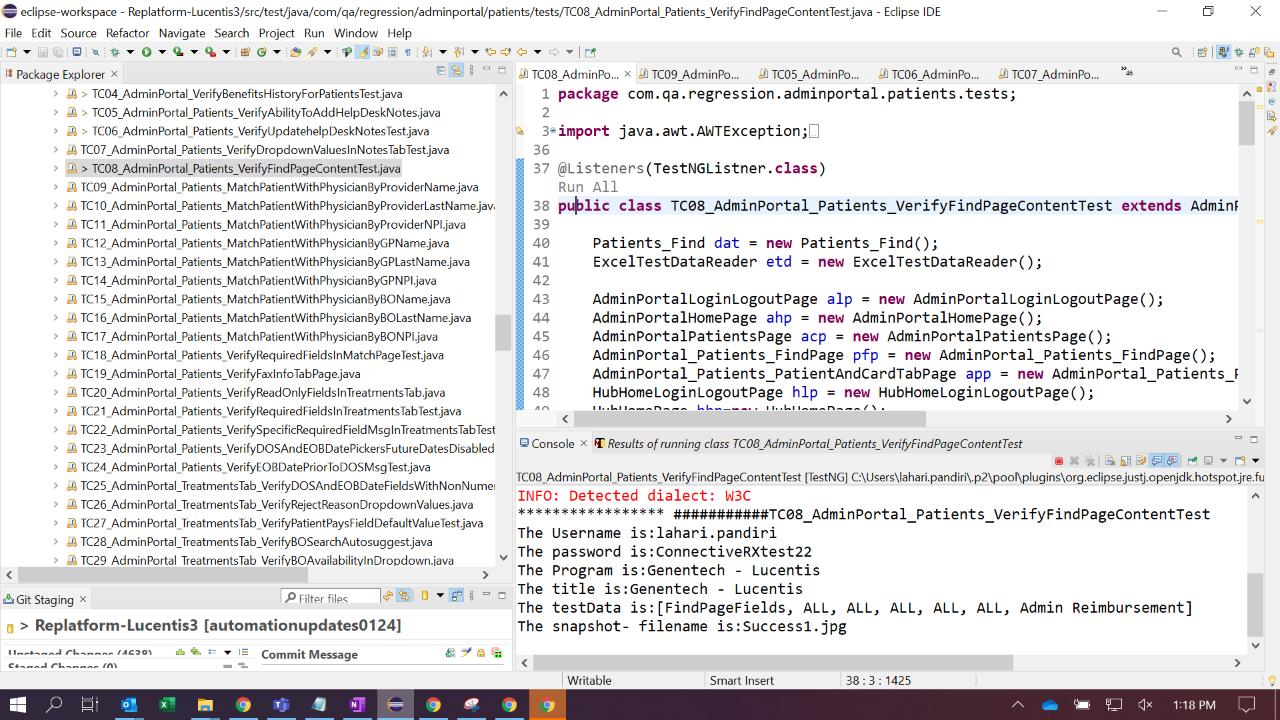 eclipse-workspace - Replatform-Lucentis3/src/test/java/com/qa/regression/adminportal/patients/tests/TC08_AdminPortal_Patients_VerifyFindPageContentTest.java - Eclipse IDE
File Edit Source Refactor Navigate Search Project Run Window Help
Package Explorer
TC04_AdminPortal_VerifyBenefitsHistoryForPatientsTest.java
TC05_AdminPortal_Patients_VerifyAbilityToAddHelpDeskNotes.java
TC06_AdminPortal_Patients_VerifyUpdatehelpDeskNotesTest.java
TC07_AdminPortal_Patients_VerifyDropdownValuesInNotesTabTest.java
> TC08_AdminPortal_Patients_VerifyFindPageContentTest.java
TC09_AdminPortal_Patients_MatchPatientWithPhysicianByProviderName.java
TC10_AdminPortal_Patients_MatchPatientWithPhysicianByProviderLastName.java
TC11_AdminPortal_Patients_MatchPatientWithPhysicianByProviderNPI.java
TC12_AdminPortal_Patients_MatchPatientWithPhysicianByGPName.java
TC13_AdminPortal_Patients_MatchPatientWithPhysicianByGPLastName.java
TC14_AdminPortal_Patients_MatchPatientWithPhysicianByGPNPI.java
TC15_AdminPortal_Patients_MatchPatientWithPhysicianByBOName.java
TC16_AdminPortal_Patients_MatchPatientWithPhysicianByBOLastName.java
TC17_AdminPortal_Patients_MatchPatientWithPhysicianByBONPI.java
TC18_AdminPortal_Patients_VerifyRequiredFieldsInMatchPageTest.java
TC19_AdminPortal_Patients_VerifyFaxInfoTabPage.java
TC20_AdminPortal_Patients_VerifyReadOnlyFieldsInTreatmentsTab.java
TC21_AdminPortal_Patients_VerifyRequiredFieldsInTreatmentsTabTest.java
TC22_AdminPortal_Patients_VerifySpecificRequiredFieldMsgInTreatmentsTabTest
TC23_AdminPortal_Patients_VerifyDOSAndEOBDatePickersFutureDatesDisabled
TC24_AdminPortal_Patients_VerifyEOBDatePriorToDOSMsgTest.java
TC25_AdminPortal_TreatmentsTab_VerifyDOSAndEOBDateFieldsWithNonNumer
TC26_AdminPortal_TreatmentsTab_VerifyRejectReasonDropdownValues.java
TC27_AdminPortal_TreatmentsTab_VerifyPatientPaysFieldDefaultValueTest.java
TC28_AdminPortal_TreatmentsTab_VerifyBOSearchAutosuggest.java
TC29_AdminPortal_TreatmentsTab_VerifyBOAvailabilityInDropdown.java
Git Staging
Filter files
> Replatform-Lucentis3 [automationupdates0124]
Unstaged Changes (4638)
Staged Changes (0)
Commit Message
TC08_AdminPo... TC09_AdminPo... TC05_AdminPo... TC06_AdminPo... TC07_AdminPo... »46
1 package com.qa.regression.adminportal.patients.tests;
2
3 import java.awt.AWTException;
36
37 @Listeners(TestNGListner.class)
Run All
38 public class TC08_AdminPortal_Patients_VerifyFindPageContentTest extends AdminP
39
40 Patients_Find dat = new Patients_Find();
41 ExcelTestDataReader etd = new ExcelTestDataReader();
42
43 AdminPortalLoginLogoutPage alp = new AdminPortalLoginLogoutPage();
44 AdminPortalHomePage ahp = new AdminPortalHomePage();
45 AdminPortalPatientsPage acp = new AdminPortalPatientsPage();
46 AdminPortal_Patients_FindPage pfp = new AdminPortal_Patients_FindPage();
47 AdminPortal_Patients_PatientAndCardTabPage app = new AdminPortal_Patients_P
48 HubHomeLoginLogoutPage hlp = new HubHomeLoginLogoutPage();
49 HubHomePage hhp=new HubHomePage();
Console Results of running class TC08_AdminPortal_Patients_VerifyFindPageContentTest
TC08_AdminPortal_Patients_VerifyFindPageContentTest [TestNG] C:\Users\lahari.pandiri\.p2\pool\plugins\org.eclipse.justj.openjdk.hotspot.jre.fu
INFO: Detected dialect: W3C
***************** ###########TC08_AdminPortal_Patients_VerifyFindPageContentTest
The Username is:lahari.pandiri
The password is:ConnectiveRXtest22
The Program is:Genentech - Lucentis
The title is:Genentech - Lucentis
The testData is:[FindPageFields, ALL, ALL, ALL, ALL, ALL, Admin Reimbursement]
The snapshot- filename is:Success1.jpg
Writable Smart Insert 38 : 3 : 1425
1:18 PM